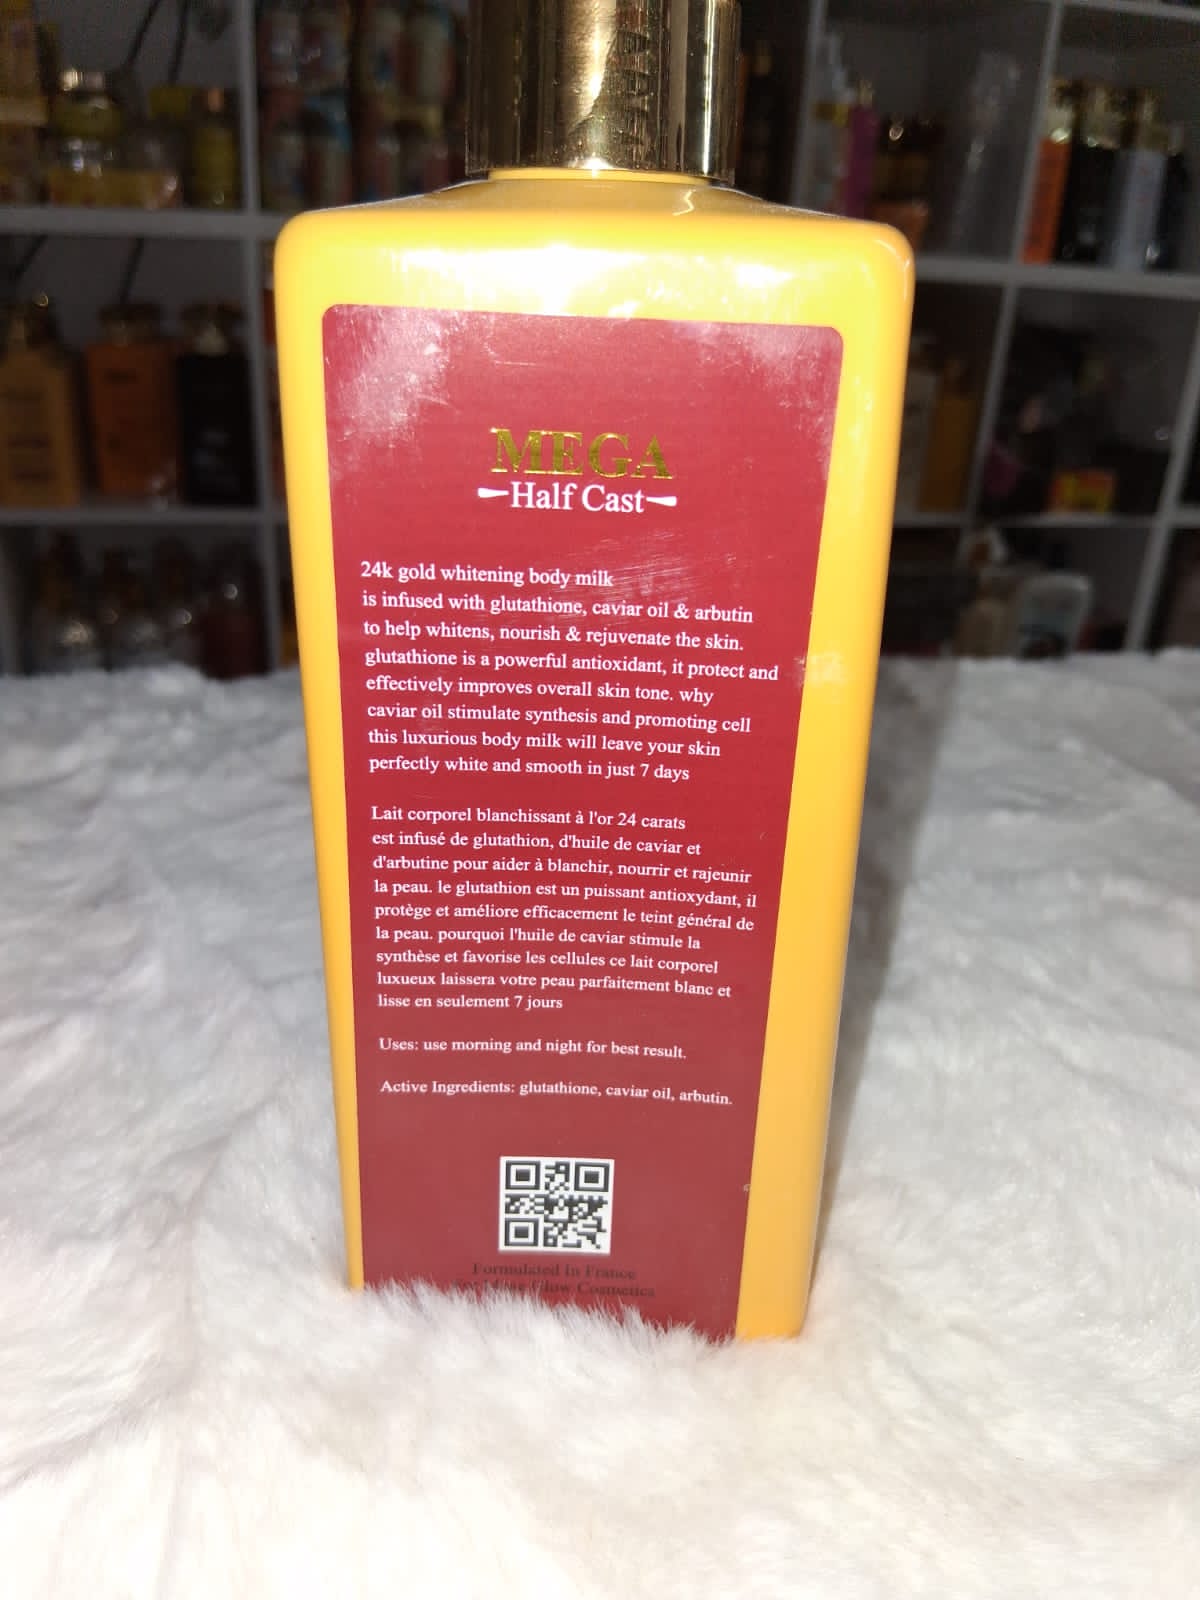 MEGA
Half Cast
24k gold whitening body milk
is infused with glutathione, caviar oil & arbutin
to help whitens, nourish & rejuvenate the skin.
glutathione is a powerful antioxidant, it protect and
effectively improves overall skin tone. why
caviar oil stimulate synthesis and promoting cell
this luxurious body milk will leave your skin
perfectly white and smooth in just 7 days
Lait corporel blanchissant à l'or 24 carats
est infusé de glutathion, d'huile de caviar et
d'arbutine pour aider à blanchir, nourrir et rajeunir
la peau. le glutathion est un puissant antioxydant, il
protège et améliore efficacement le teint général de
la peau. pourquoi l'huile de caviar stimule la
synthèse et favorise les cellules ce lait corporel
luxueux laissera votre peau parfaitement blanc et
lisse en seulement 7 jours
Uses: use morning and night for best result.
Active Ingredients: glutathione, caviar oil, arbutin.
Formulated In France
Glow Cosmetics